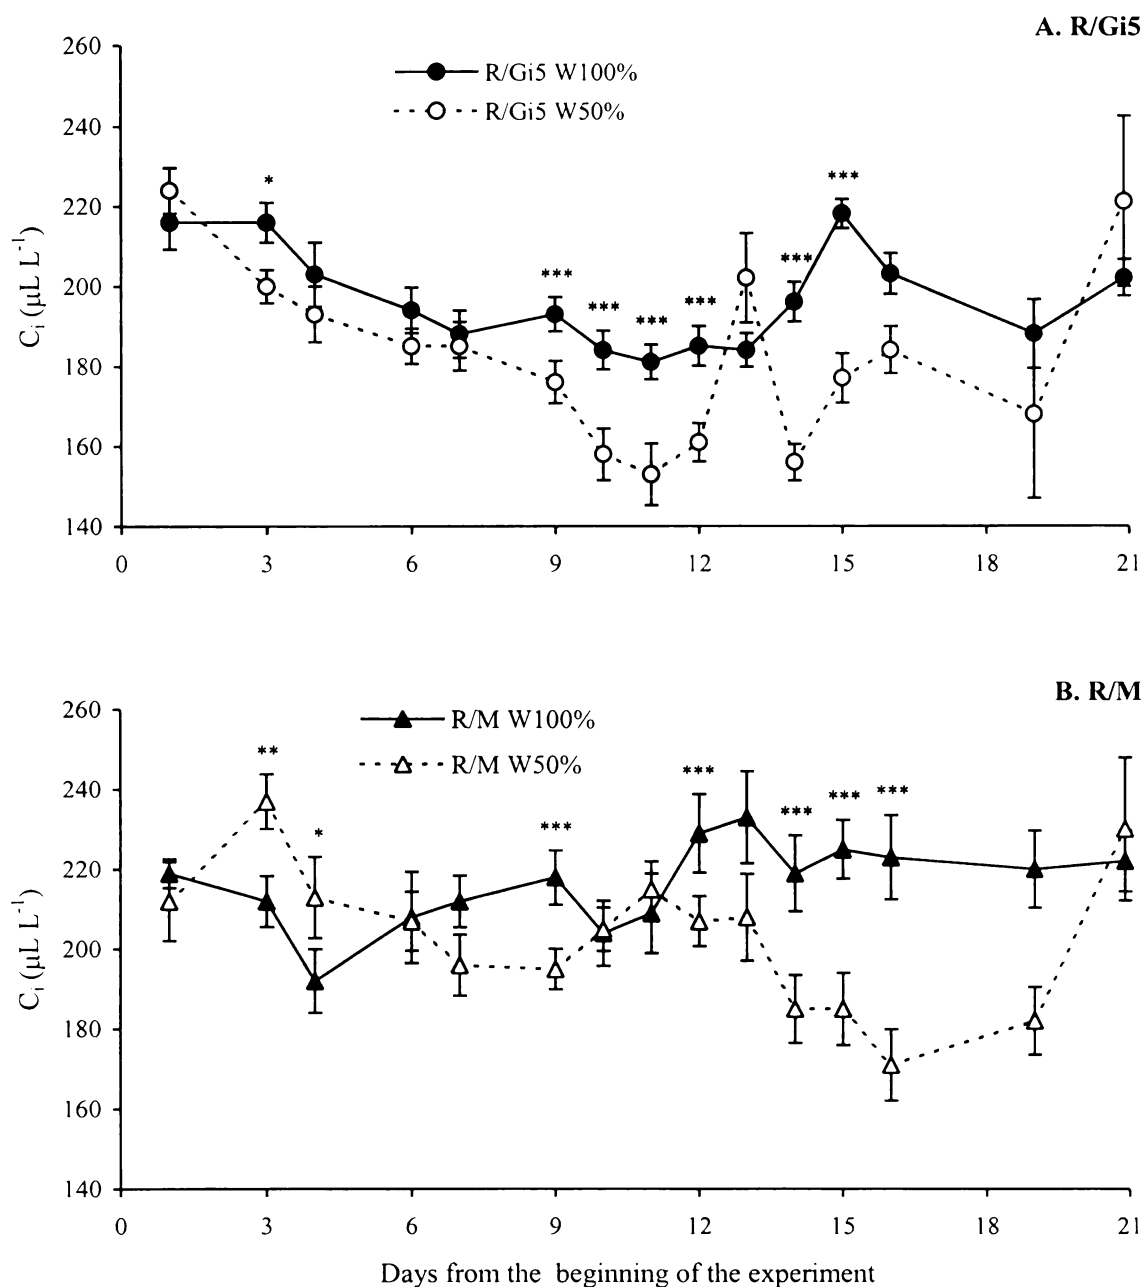 A. R/Gi5
R/Gi5 W100%
R/Gi5 W50%
260
240
220
200
180
160
140
C_i (μL L⁻¹)
*
***
***
***
***
***
***
0 3 6 9 12 15 18 21
B. R/M
R/M W100%
R/M W50%
260
240
220
200
180
160
140
C_i (μL L⁻¹)
**
*
***
***
***
***
***
0 3 6 9 12 15 18 21
Days from the beginning of the experiment